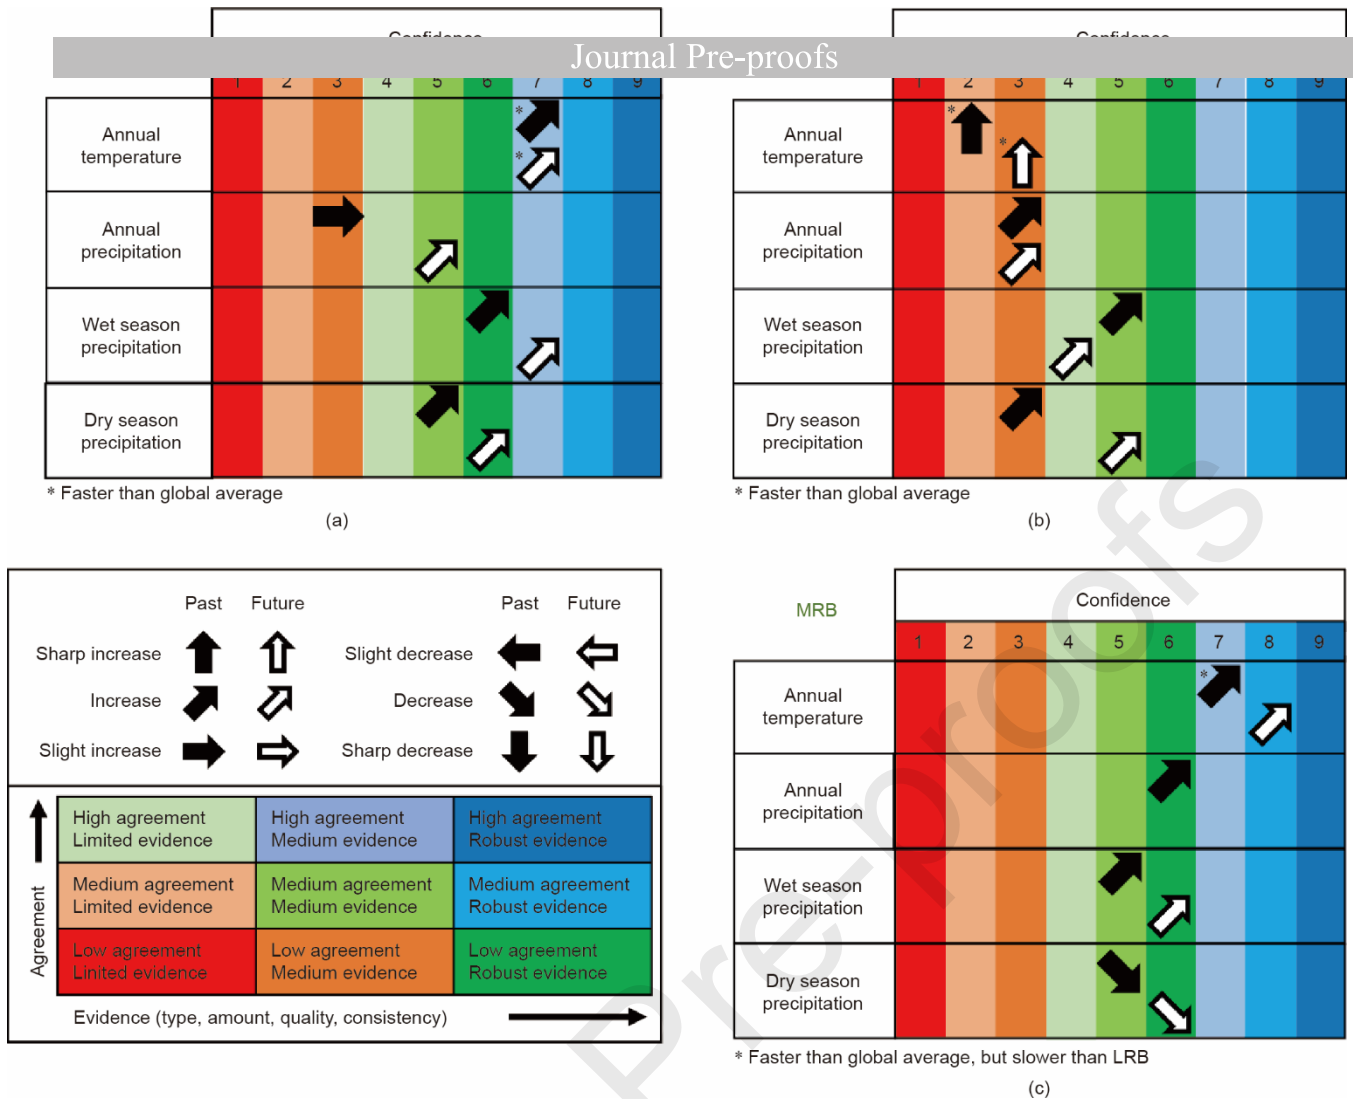 Confidence
Journal Pre-proofs
1 2 3 4 5 6 7 8 9
Annual
temperature
*
*
Annual
precipitation
Wet season
precipitation
Dry season
precipitation
* Faster than global average
(a)
Confidence
1 2 3 4 5 6 7 8 9
Annual
temperature
*
*
Annual
precipitation
Wet season
precipitation
Dry season
precipitation
* Faster than global average
(b)
Past Future
Sharp increase
Increase
Slight increase
Past Future
Slight decrease
Decrease
Sharp decrease
Agreement
High agreement
Limited evidence
High agreement
Medium evidence
High agreement
Robust evidence
Medium agreement
Limited evidence
Medium agreement
Medium evidence
Medium agreement
Robust evidence
Low agreement
Linited evidence
Low agreement
Medium evidence
Low agreement
Robust evidence
Evidence (type, amount, quality, consistency)
MRB
Confidence
1 2 3 4 5 6 7 8 9
Annual
temperature
*
Annual
precipitation
Wet season
precipitation
Dry season
precipitation
* Faster than global average, but slower than LRB
(c)
Pre-proofs